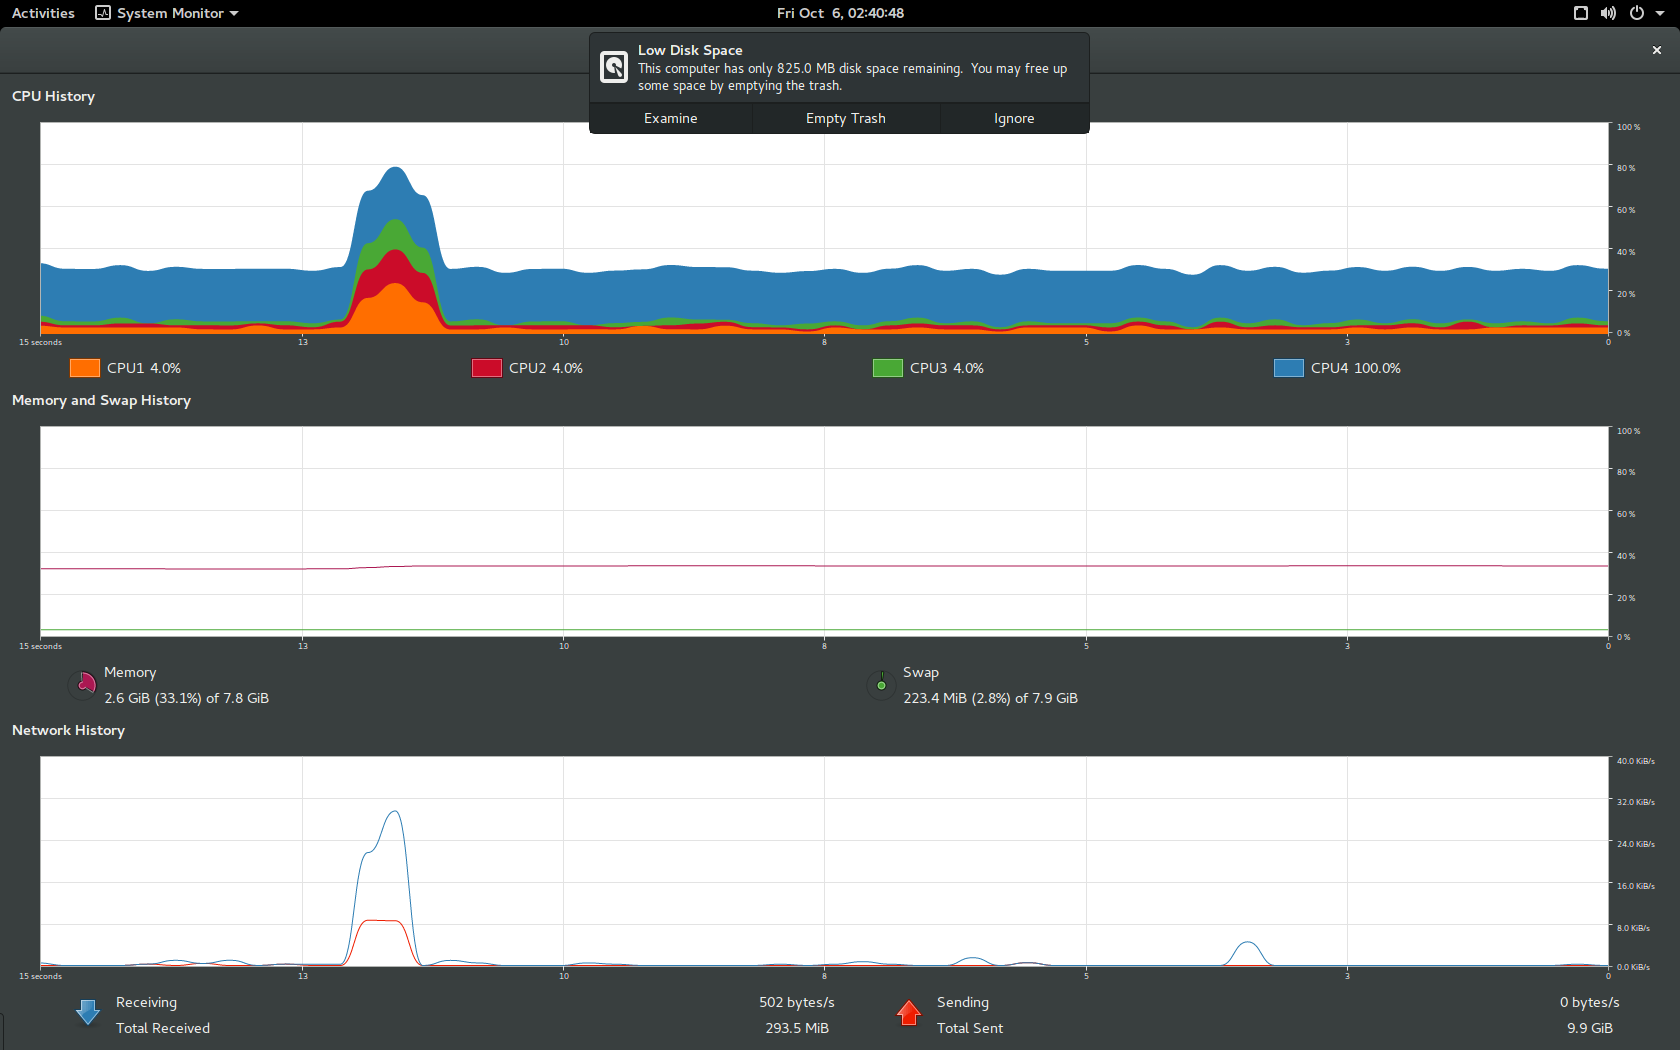 Activities
System Monitor
Fri Oct 6, 02:40:48
Low Disk Space
This computer has only 825.0 MB disk space remaining. You may free up
some space by emptying the trash.
Examine
Empty Trash
Ignore
CPU History
100 %
80 %
60 %
40 %
20 %
0 %
15 seconds
13
10
8
5
3
0
CPU1 4.0%
CPU2 4.0%
CPU3 4.0%
CPU4 100.0%
Memory and Swap History
100 %
80 %
60 %
40 %
20 %
0 %
15 seconds
13
10
8
5
3
0
Memory
2.6 GiB (33.1%) of 7.8 GiB
Swap
223.4 MiB (2.8%) of 7.9 GiB
Network History
40.0 KiB/s
32.0 KiB/s
24.0 KiB/s
16.0 KiB/s
8.0 KiB/s
0.0 KiB/s
15 seconds
13
10
8
5
3
0
Receiving
502 bytes/s
Total Received
293.5 MiB
Sending
0 bytes/s
Total Sent
9.9 GiB